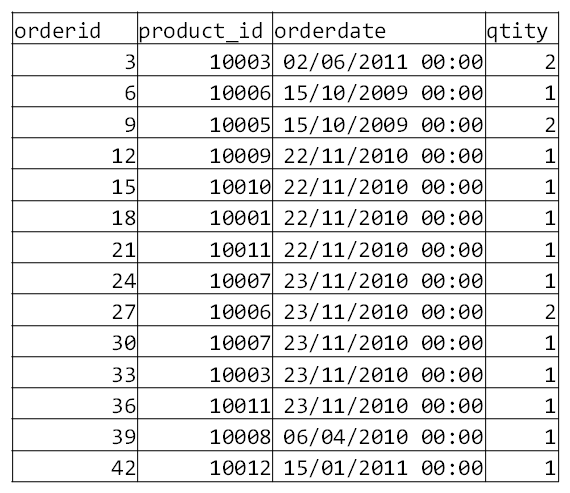 orderid product_id orderdate qtity
3 10003 02/06/2011 00:00 2
6 10006 15/10/2009 00:00 1
9 10005 15/10/2009 00:00 2
12 10009 22/11/2010 00:00 1
15 10010 22/11/2010 00:00 1
18 10001 22/11/2010 00:00 1
21 10011 22/11/2010 00:00 1
24 10007 23/11/2010 00:00 1
27 10006 23/11/2010 00:00 2
30 10007 23/11/2010 00:00 1
33 10003 23/11/2010 00:00 1
36 10011 23/11/2010 00:00 1
39 10008 06/04/2010 00:00 1
42 10012 15/01/2011 00:00 1